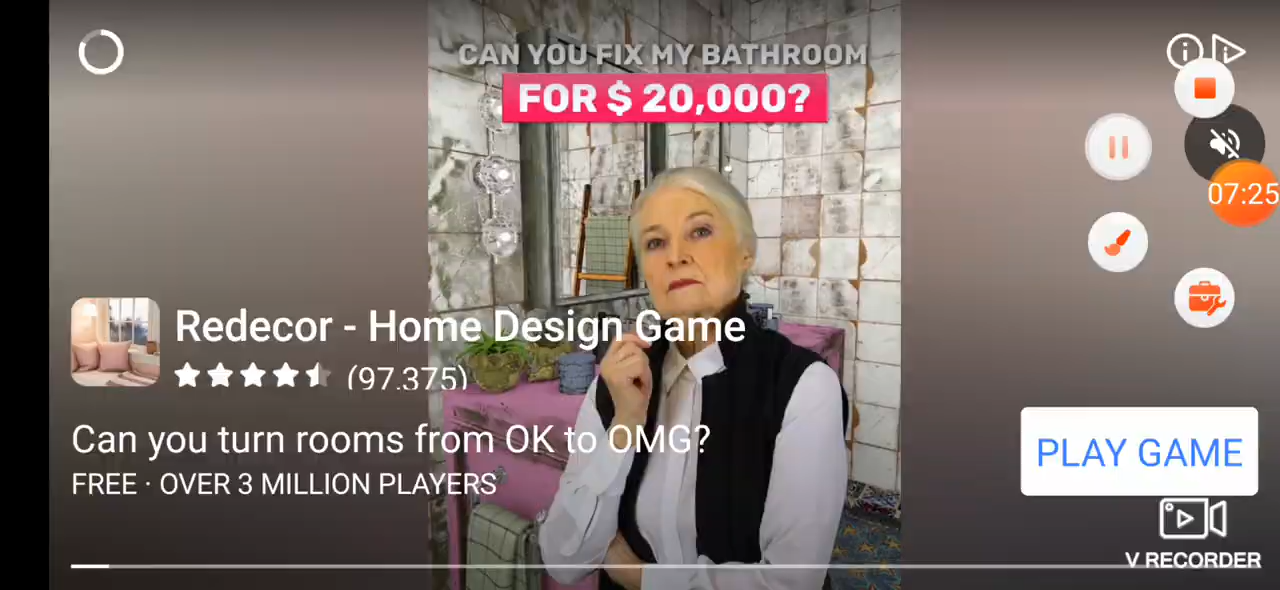 CAN YOU FIX MY BATHROOM
FOR $ 20,000?
07:25
Redecor - Home Design Game
(97.375)
Can you turn rooms from OK to OMG?
FREE · OVER 3 MILLION PLAYERS
PLAY GAME
V RECORDER